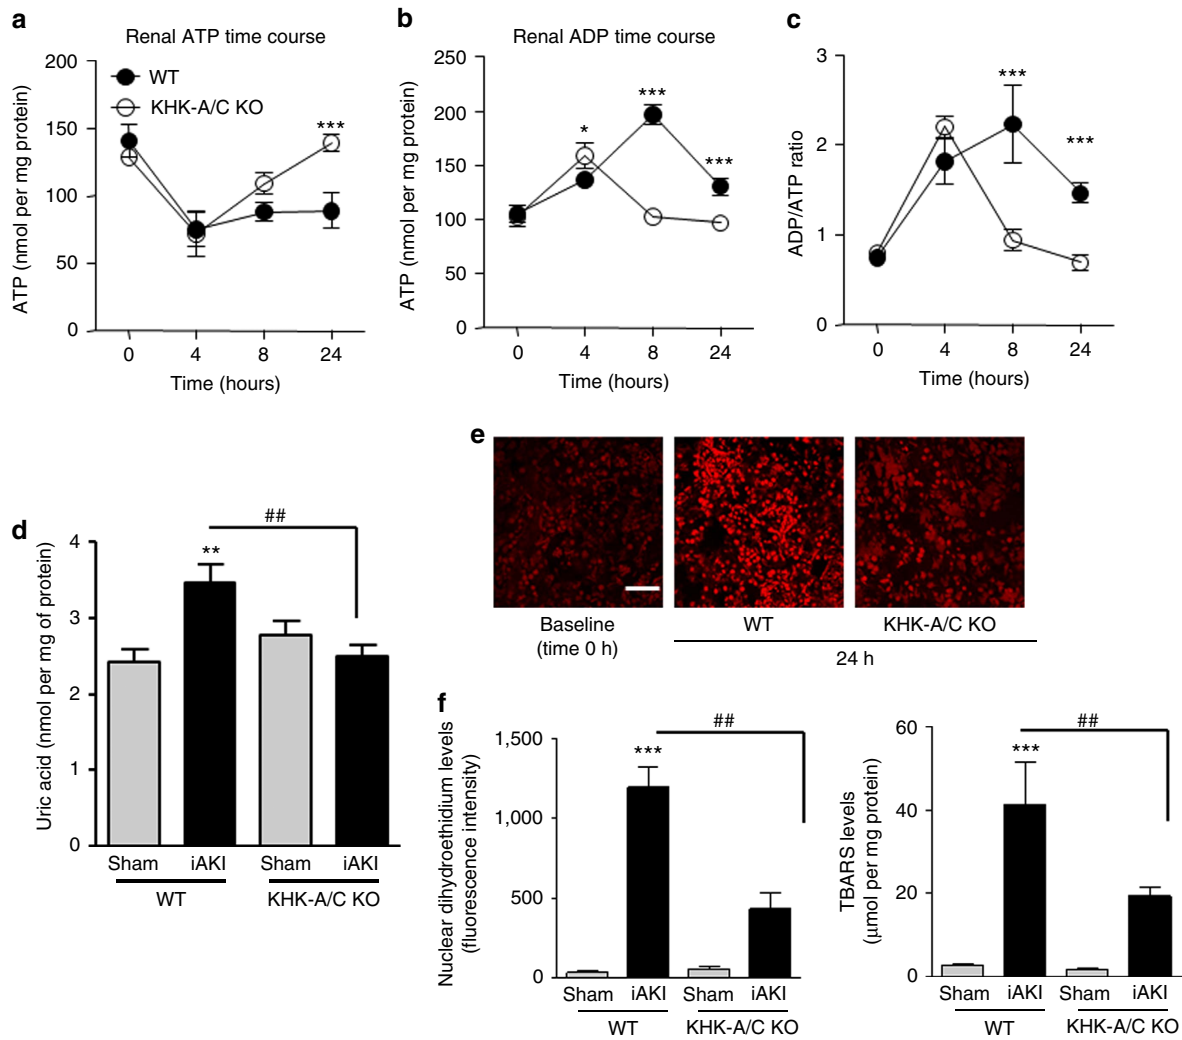 a
Renal ATP time course
ATP (nmol per mg protein)
200
150
100
50
0
WT
KHK-A/C KO
***
0 4 8 24
Time (hours)
b
Renal ADP time course
ATP (nmol per mg protein)
250
200
150
100
50
0
*
***
***
0 4 8 24
Time (hours)
c
ADP/ATP ratio
3
2
1
0
***
***
0 4 8 24
Time (hours)
d
Uric acid (nmol per mg of protein)
4
3
2
1
0
##
**
Sham iAKI Sham iAKI
WT KHK-A/C KO
e
Baseline
(time 0 h)
WT
KHK-A/C KO
24 h
f
Nuclear dihydroethidium levels
(fluorescence intensity)
1,500
1,000
500
0
##
***
Sham iAKI Sham iAKI
WT KHK-A/C KO
TBARS levels
(μmol per mg protein)
60
40
20
0
##
***
Sham iAKI Sham iAKI
WT KHK-A/C KO